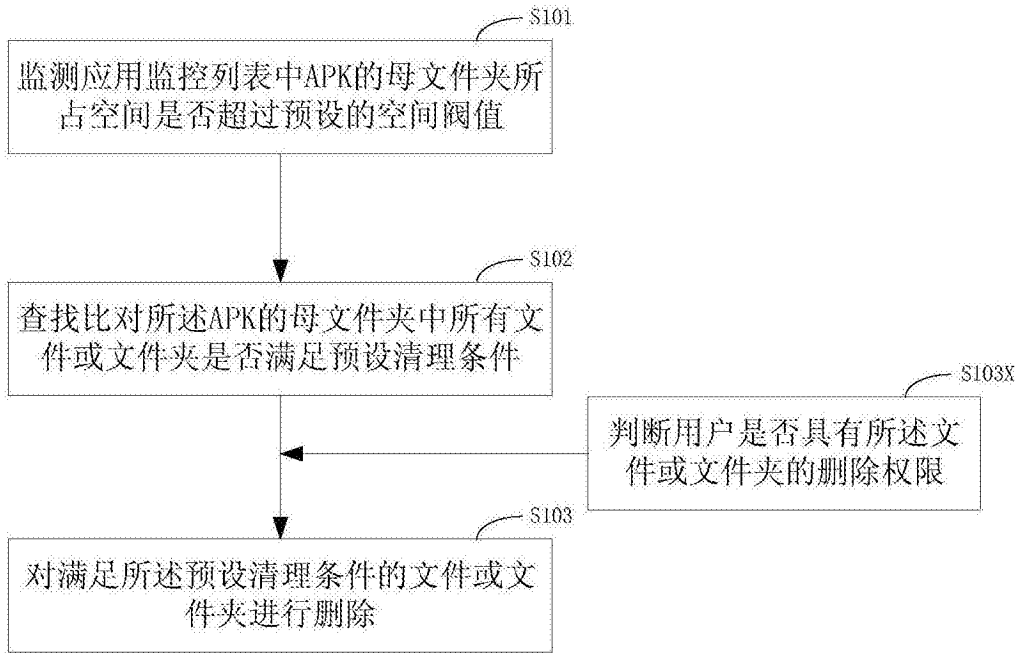 S101
监测应用监控列表中APK的母文件夹所
占空间是否超过预设的空间阀值
S102
查找比对所述APK的母文件夹中所有文
件或文件夹是否满足预设清理条件
S103X
判断用户是否具有所述文
件或文件夹的删除权限
S103
对满足所述预设清理条件的文件或文
件夹进行删除